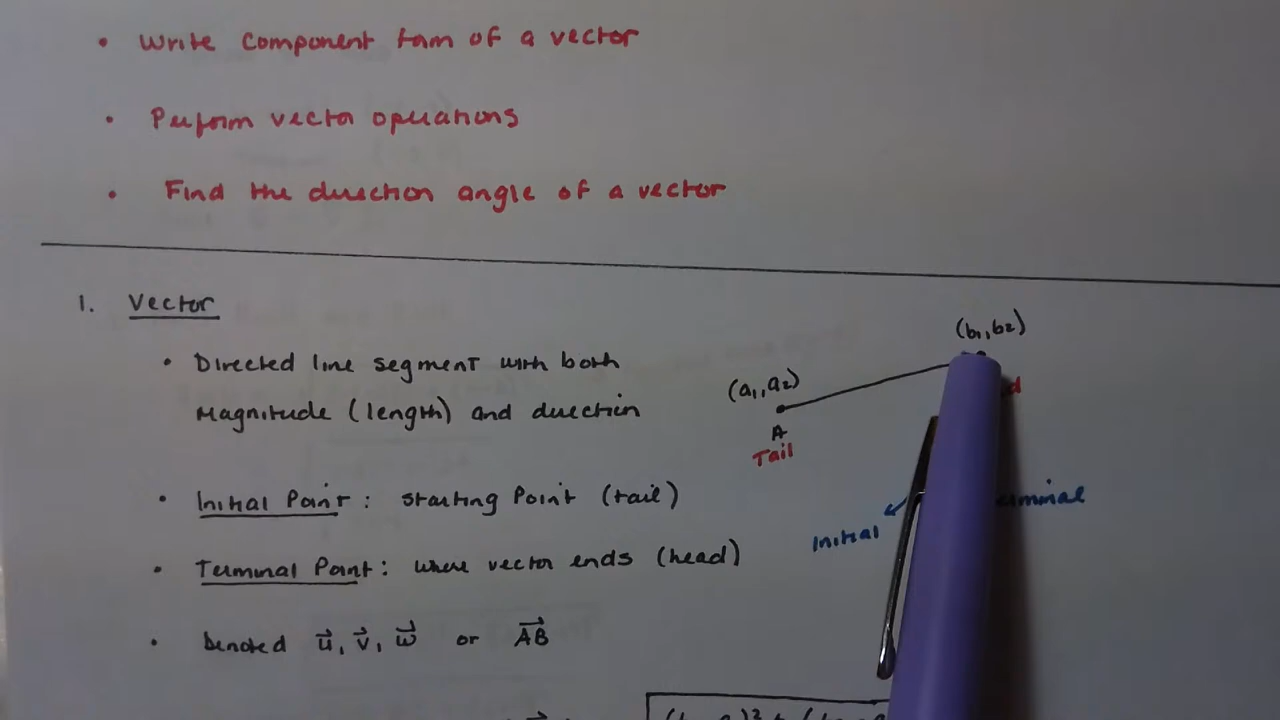 • Write component form of a vector
• Perform vector operations
• Find the direction angle of a vector
1. Vector
• Directed line segment with both
Magnitude (length) and direction
(b₁, b₂)
(a₁, a₂)
A
Tail
• Initial Point: starting Point (tail)
Initial
• Terminal Point: where vector ends (head)
• Denoted u⃗, v⃗, w⃗ or A⃗B⃗